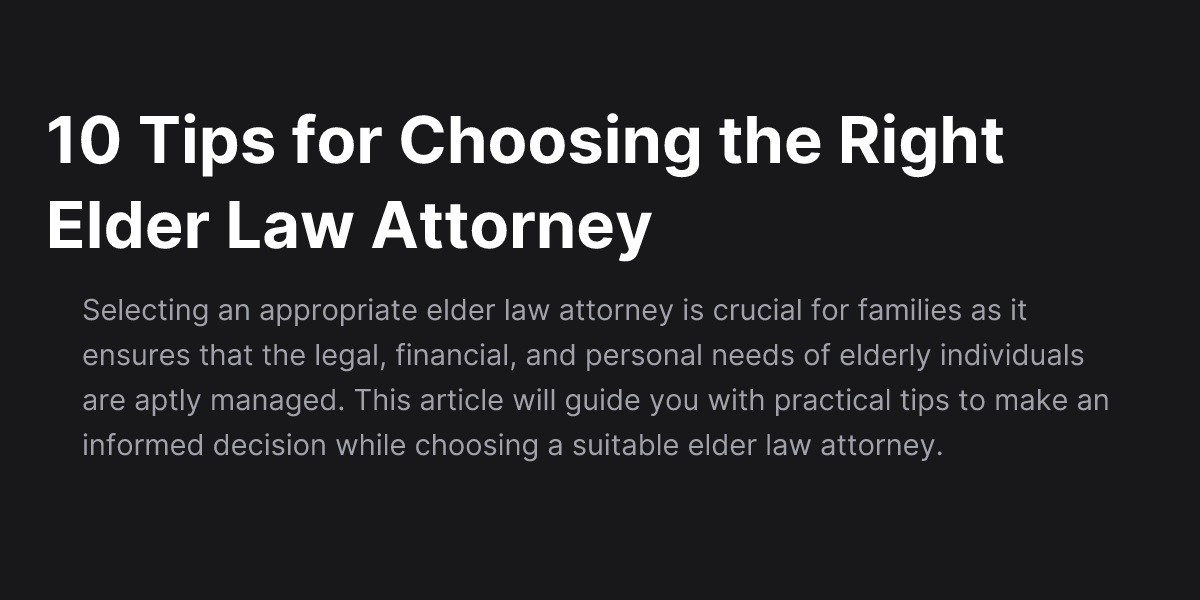 10 Tips for Choosing the Right
Elder Law Attorney
Selecting an appropriate elder law attorney is crucial for families as it
ensures that the legal, financial, and personal needs of elderly individuals
are aptly managed. This article will guide you with practical tips to make an
informed decision while choosing a suitable elder law attorney.